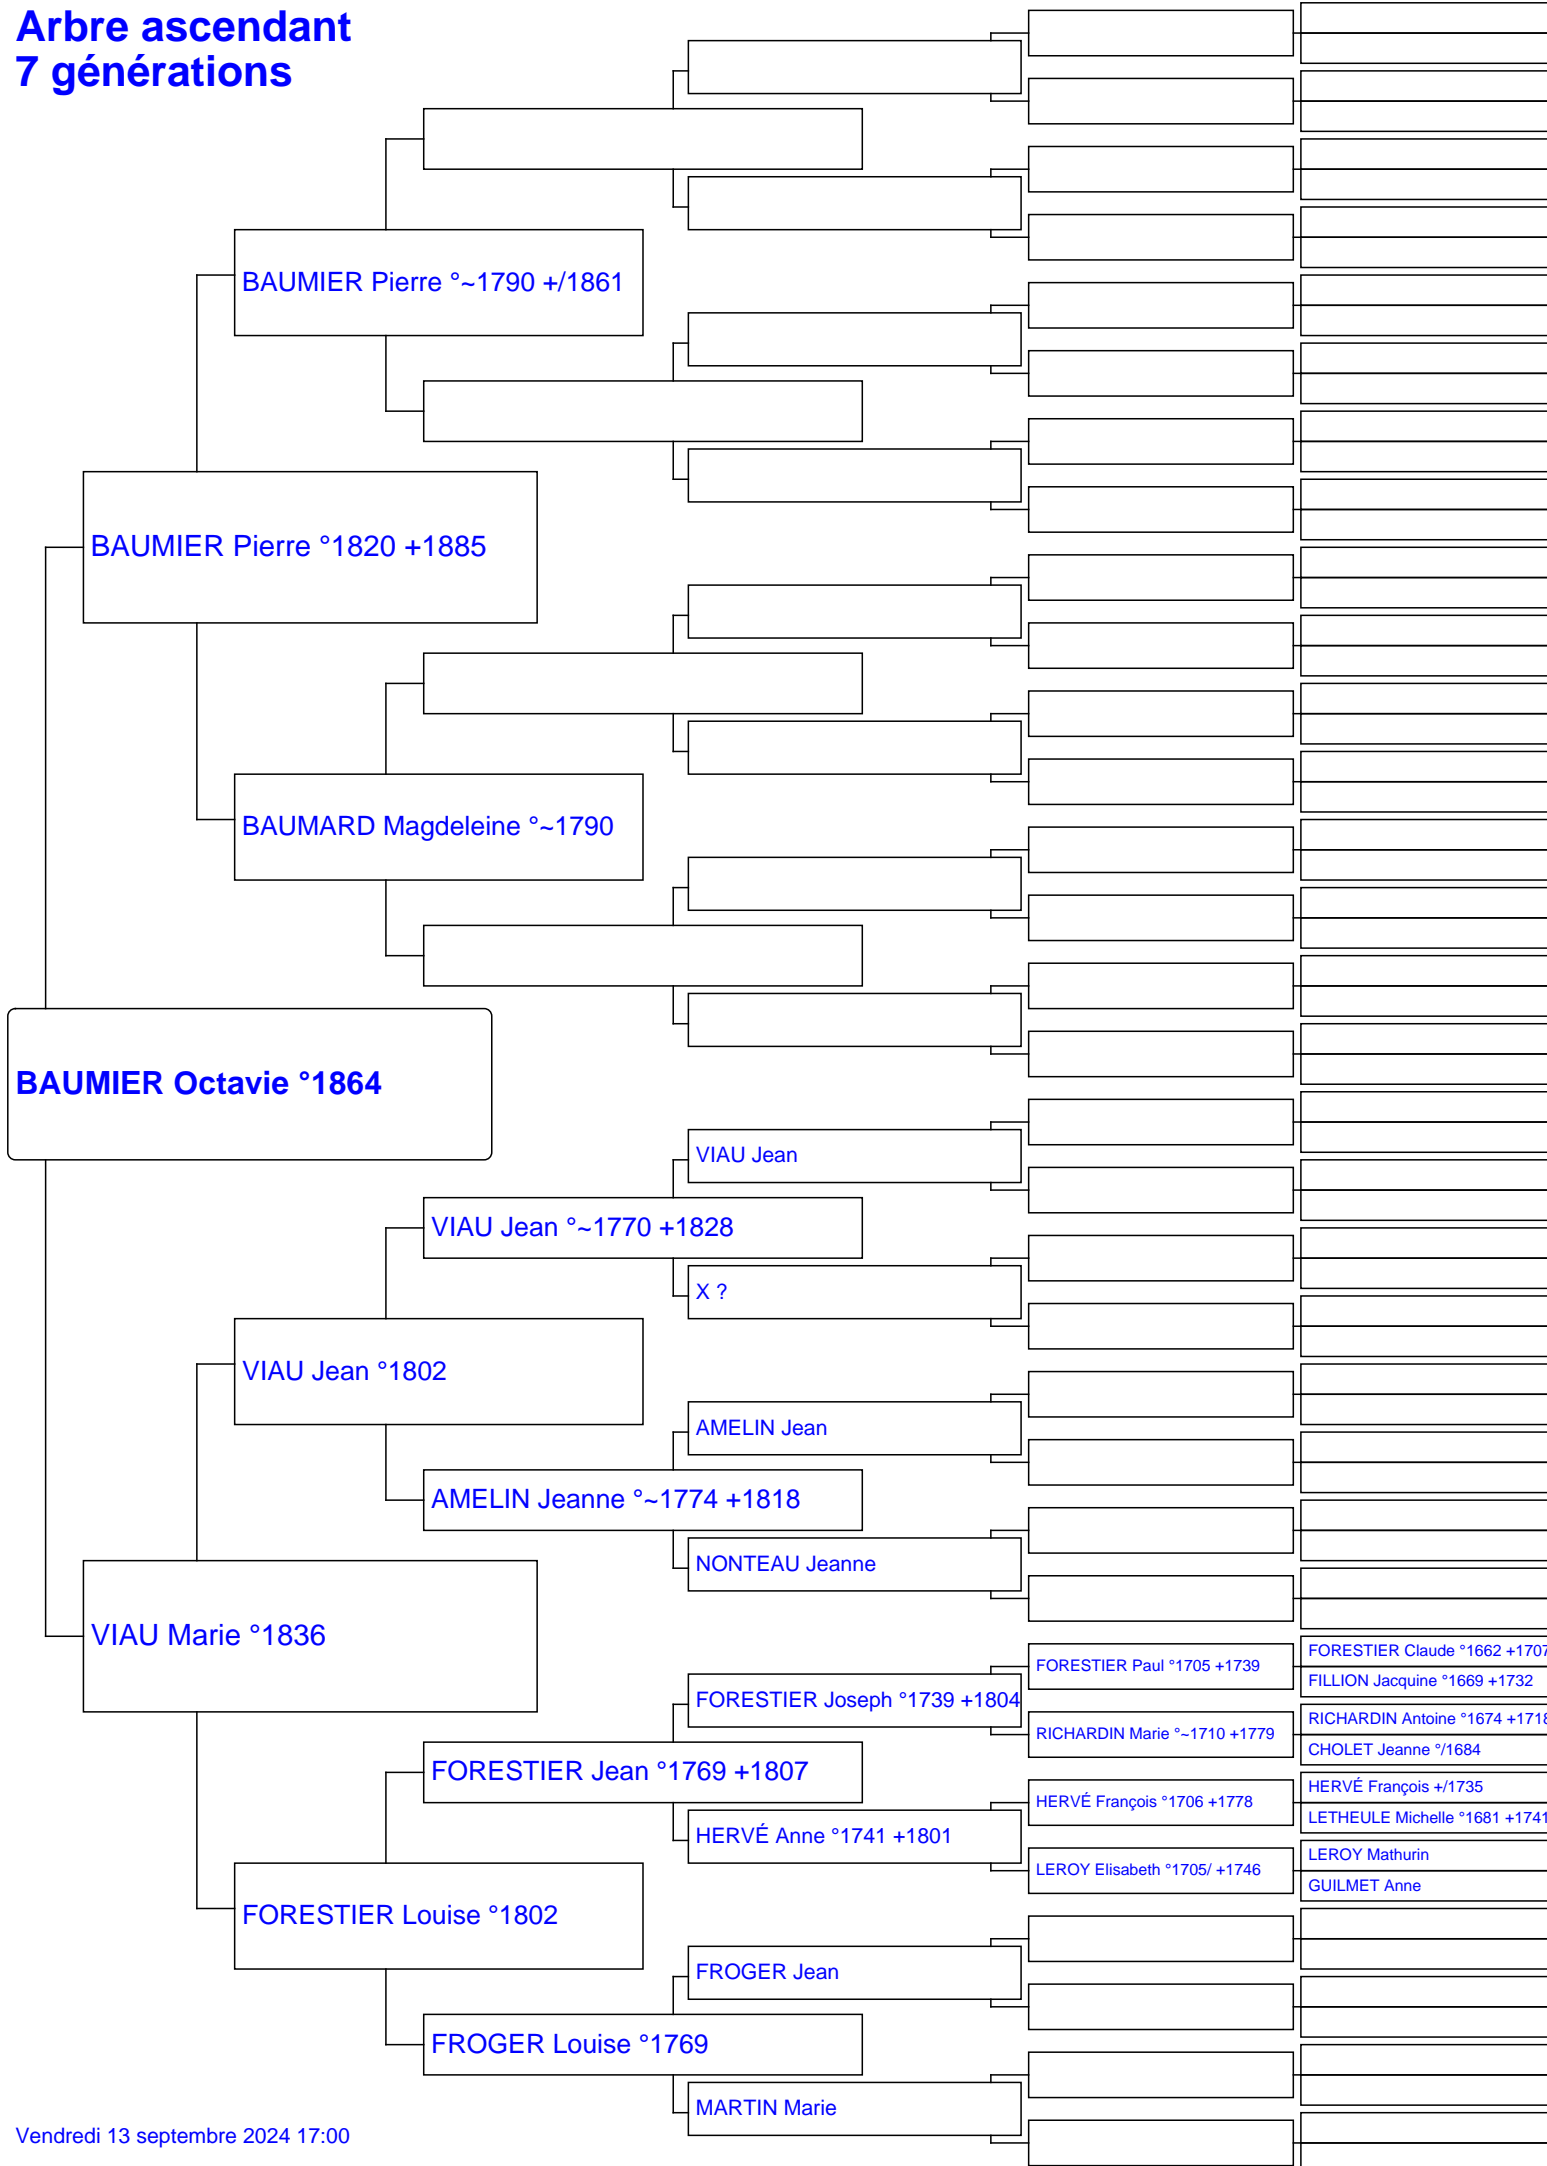 Arbre ascendant
7 générations
BAUMIER Pierre °~1790 +/1861
BAUMIER Pierre °1820 +1885
BAUMARD Magdeleine °~1790
BAUMIER Octavie °1864
VIAU Jean
VIAU Jean °~1770 +1828
X ?
VIAU Jean °1802
AMELIN Jean
AMELIN Jeanne °~1774 +1818
NONTEAU Jeanne
VIAU Marie °1836
FORESTIER Claude °1662 +1707
FORESTIER Paul °1705 +1739
FILLION Jacquine °1669 +1732
FORESTIER Joseph °1739 +1804
RICHARDIN Antoine °1674 +1718
RICHARDIN Marie °~1710 +1779
CHOLET Jeanne °/1684
FORESTIER Jean °1769 +1807
HERVÉ François +/1735
HERVÉ François °1706 +1778
LETHEULE Michelle °1681 +1741
HERVÉ Anne °1741 +1801
LEROY Mathurin
LEROY Elisabeth °1705/ +1746
GUILMET Anne
FORESTIER Louise °1802
FROGER Jean
FROGER Louise °1769
MARTIN Marie
Vendredi 13 septembre 2024 17:00